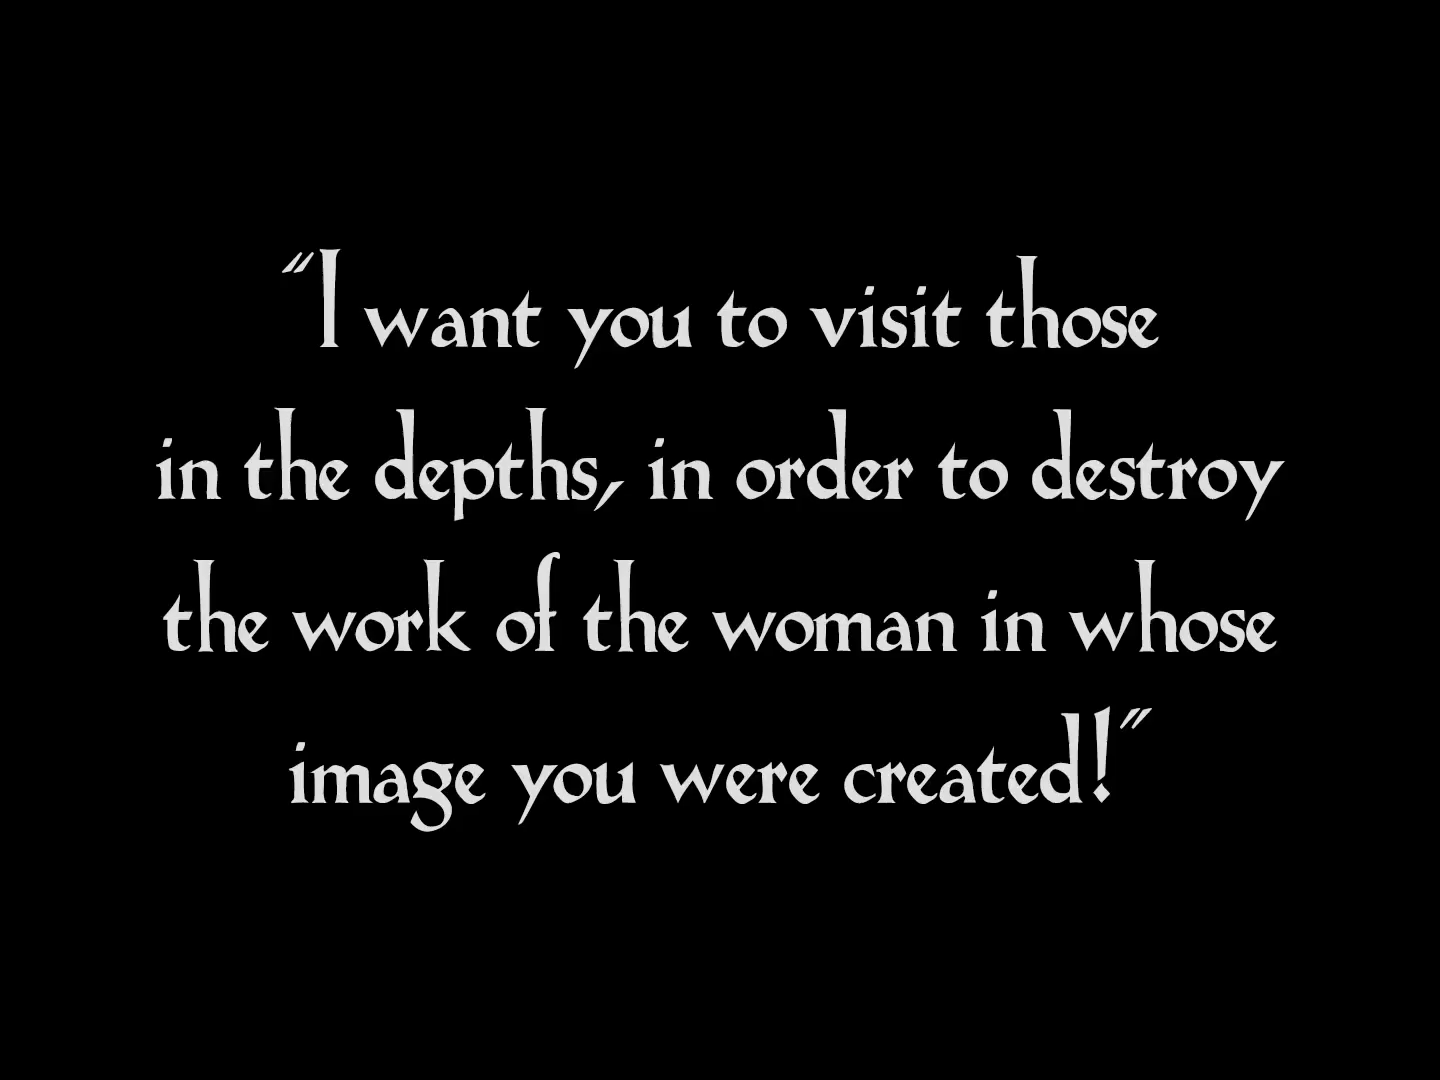 "I want you to visit those
in the depths, in order to destroy
the work of the woman in whose
image you were created!"